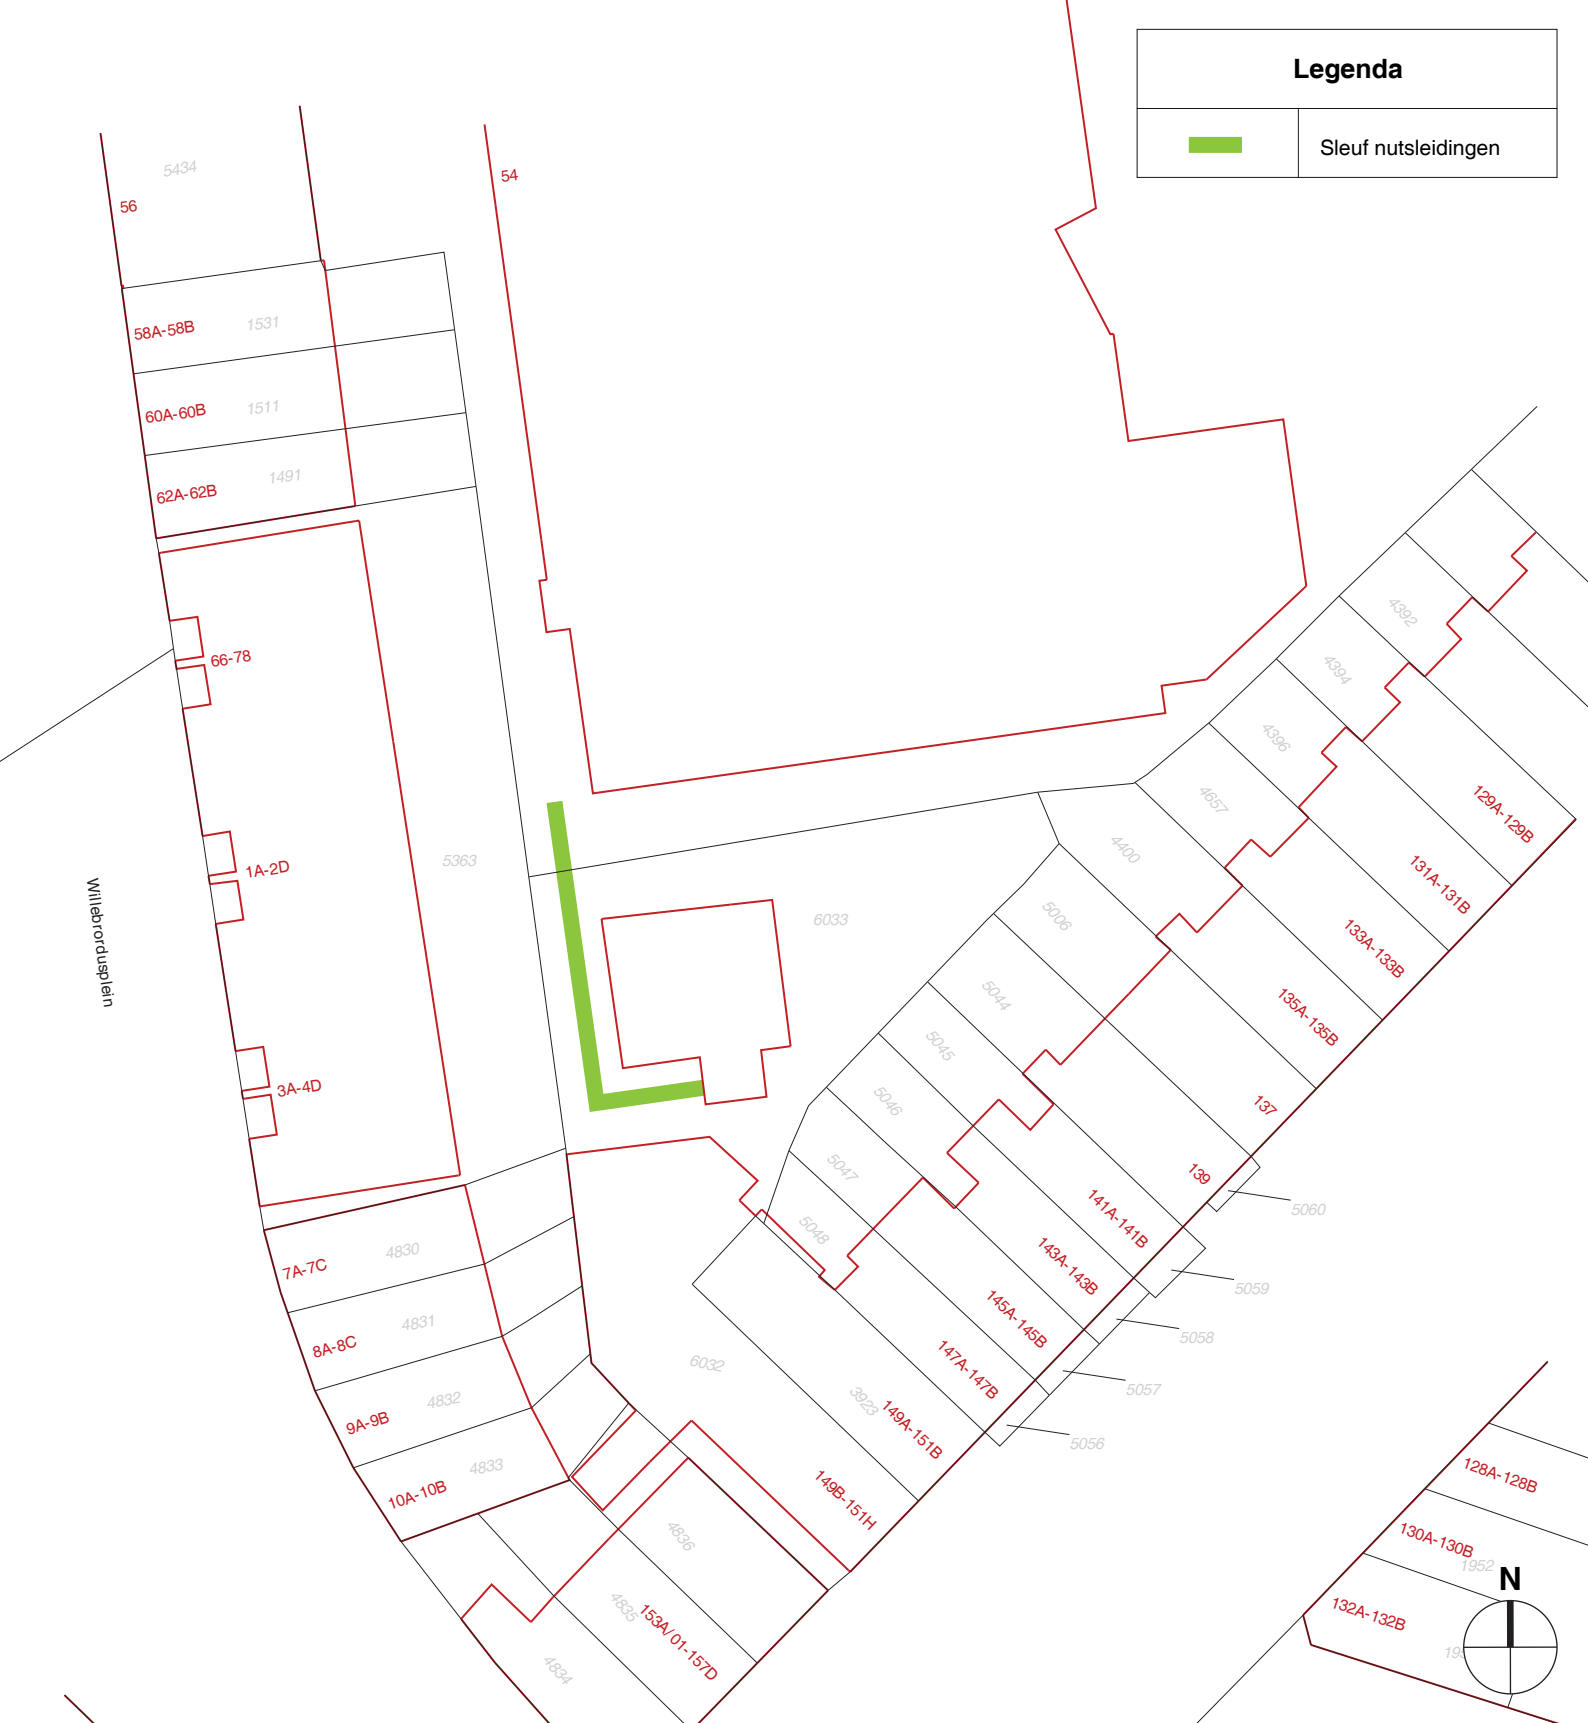 Legenda
Sleuf nutsleidingen
5434
56
54
58A-58B
1531
60A-60B
1511
62A-62B
1491
66-78
1A-2D
5363
3A-4D
Willebrordusplein
6033
4392
4394
4396
4657
4400
5006
5044
5045
5046
5047
5048
129A-129B
131A-131B
133A-133B
135A-135B
137
139
141A-141B
143A-143B
145A-145B
147A-147B
149A-151B
149B-151H
5060
5059
5058
5057
5056
7A-7C
4830
8A-8C
4831
9A-9B
4832
10A-10B
4833
6032
3923
4836
4835
153A/01-157D
4834
128A-128B
130A-130B
1952
132A-132B
N